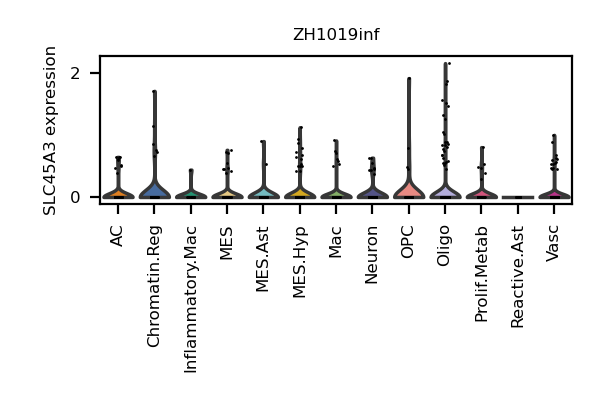 ZH1019inf
SLC45A3 expression
2
0
AC
Chromatin.Reg
Inflammatory.Mac
MES
MES.Ast
MES.Hyp
Mac
Neuron
OPC
Oligo
Prolif.Metab
Reactive.Ast
Vasc